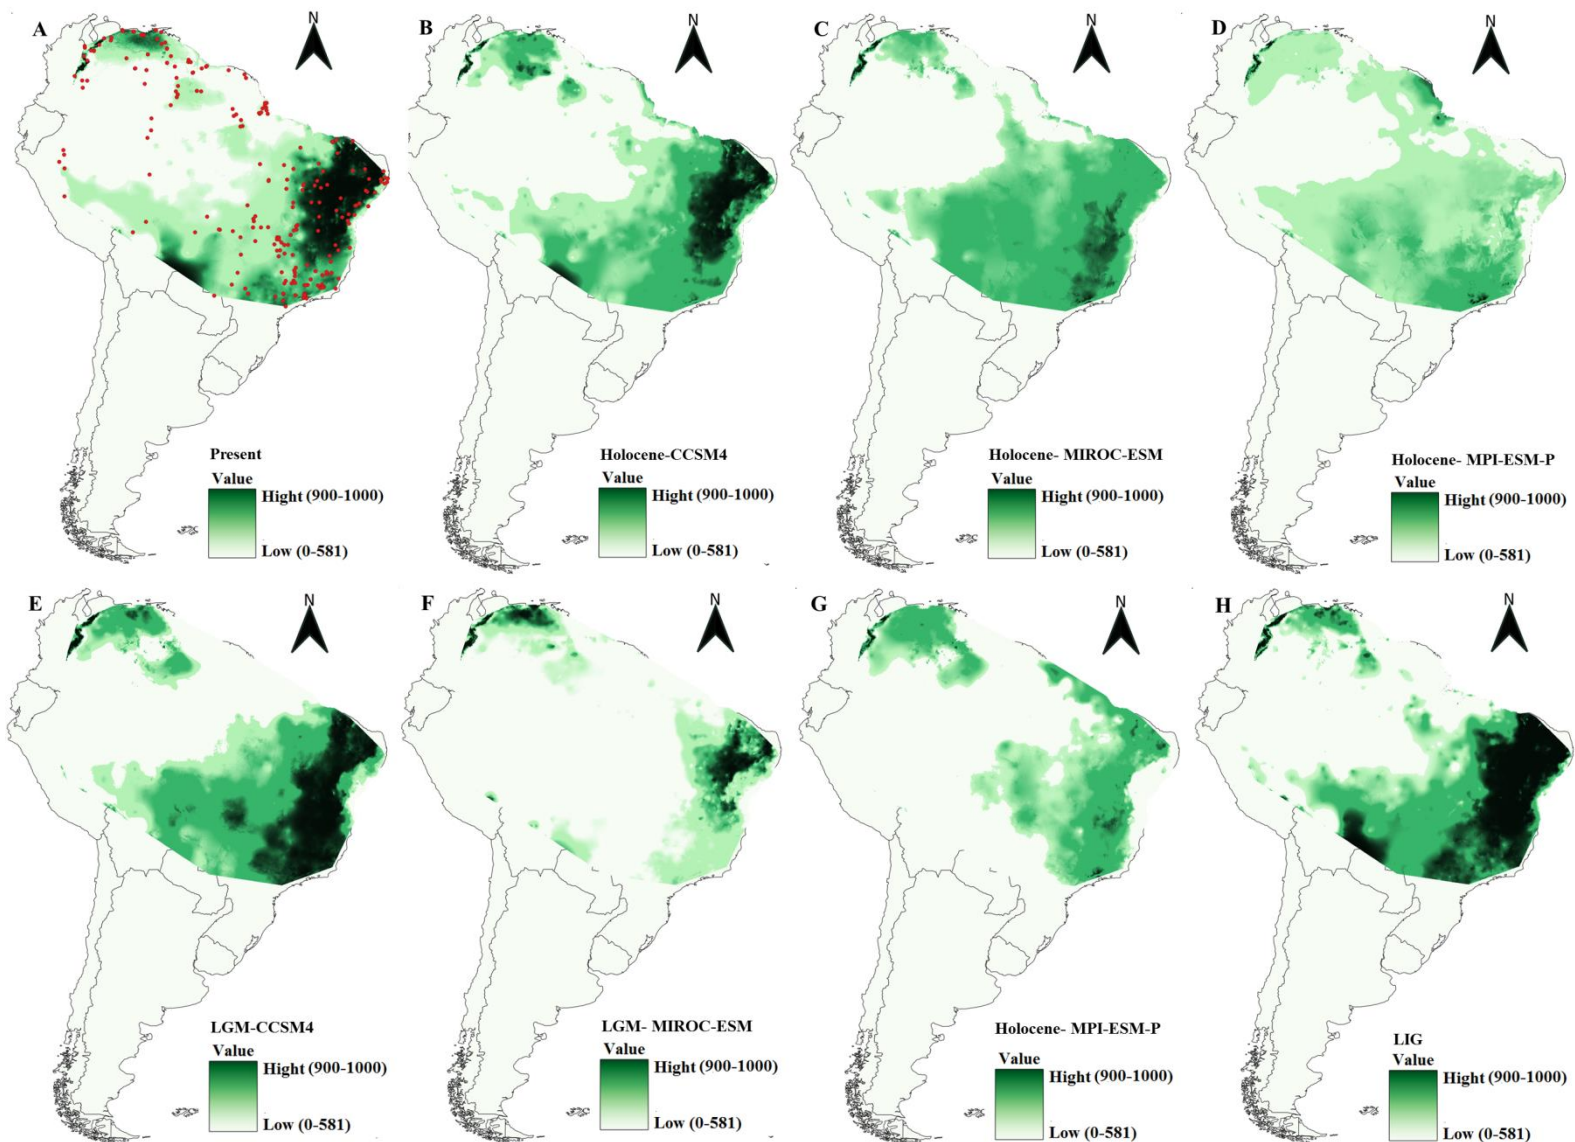 A
N
Present
Value
Hight (900-1000)
Low (0-581)
B
N
Holocene-CCSM4
Value
Hight (900-1000)
Low (0-581)
C
N
Holocene- MIROC-ESM
Value
Hight (900-1000)
Low (0-581)
D
N
Holocene- MPI-ESM-P
Value
Hight (900-1000)
Low (0-581)
E
N
LGM-CCSM4
Value
Hight (900-1000)
Low (0-581)
F
N
LGM- MIROC-ESM
Value
Hight (900-1000)
Low (0-581)
G
N
Holocene- MPI-ESM-P
Value
Hight (900-1000)
Low (0-581)
H
N
LIG
Value
Hight (900-1000)
Low (0-581)